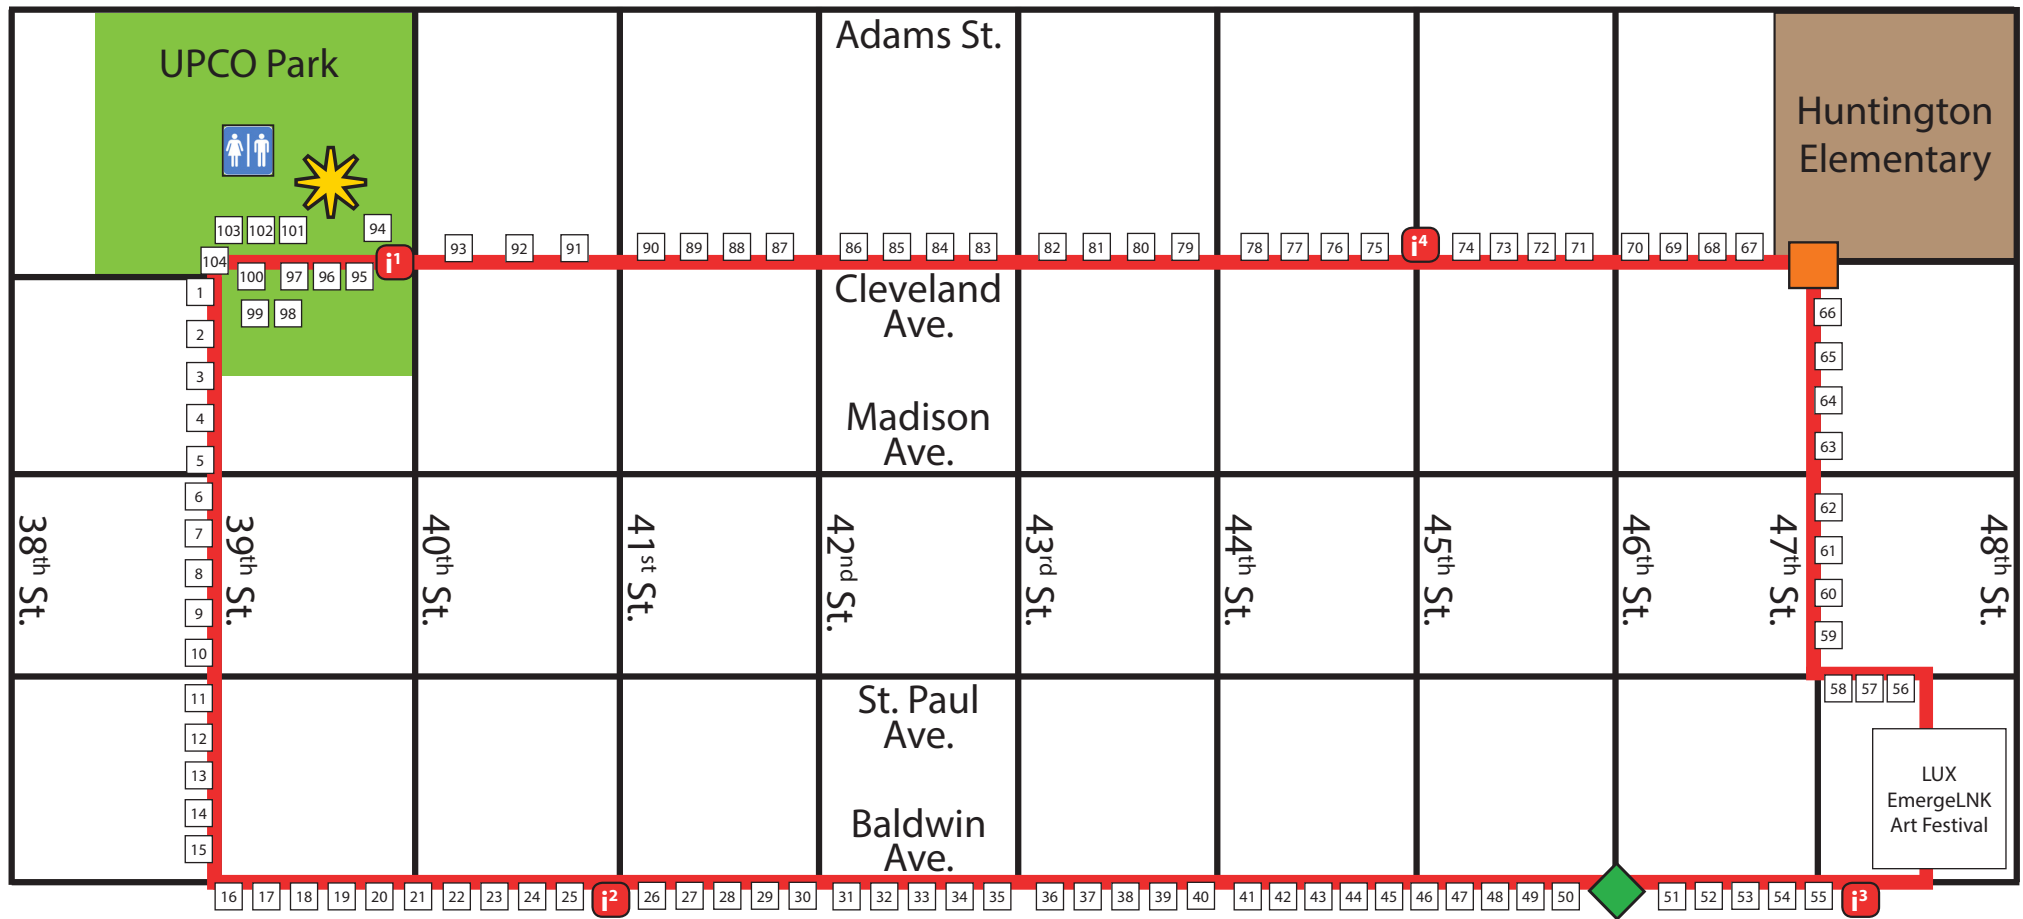 Adams St.
UPCO Park
Huntington
Elementary
103 102 101
94
93 92 91
90 89 88 87
86 85 84 83
82 81 80 79
78 77 76 75
i4
74 73 72 71
70 69 68 67
104
i1
100 97 96 95
99 98
Cleveland
Ave.
1
2
3
4
5
66
65
64
63
Madison
Ave.
6
7
8
9
10
62
61
60
59
38th St.
39th St.
40th St.
41st St.
42nd St.
43rd St.
44th St.
45th St.
46th St.
47th St.
48th St.
11
12
13
14
15
St. Paul
Ave.
58 57 56
LUX
EmergeLNK
Art Festival
Baldwin
Ave.
16 17 18 19 20 21 22 23 24 25 i2 26 27 28 29 30 31 32 33 34 35 36 37 38 39 40 41 42 43 44 45 46 47 48 49 50 51 52 53 54 55 i3